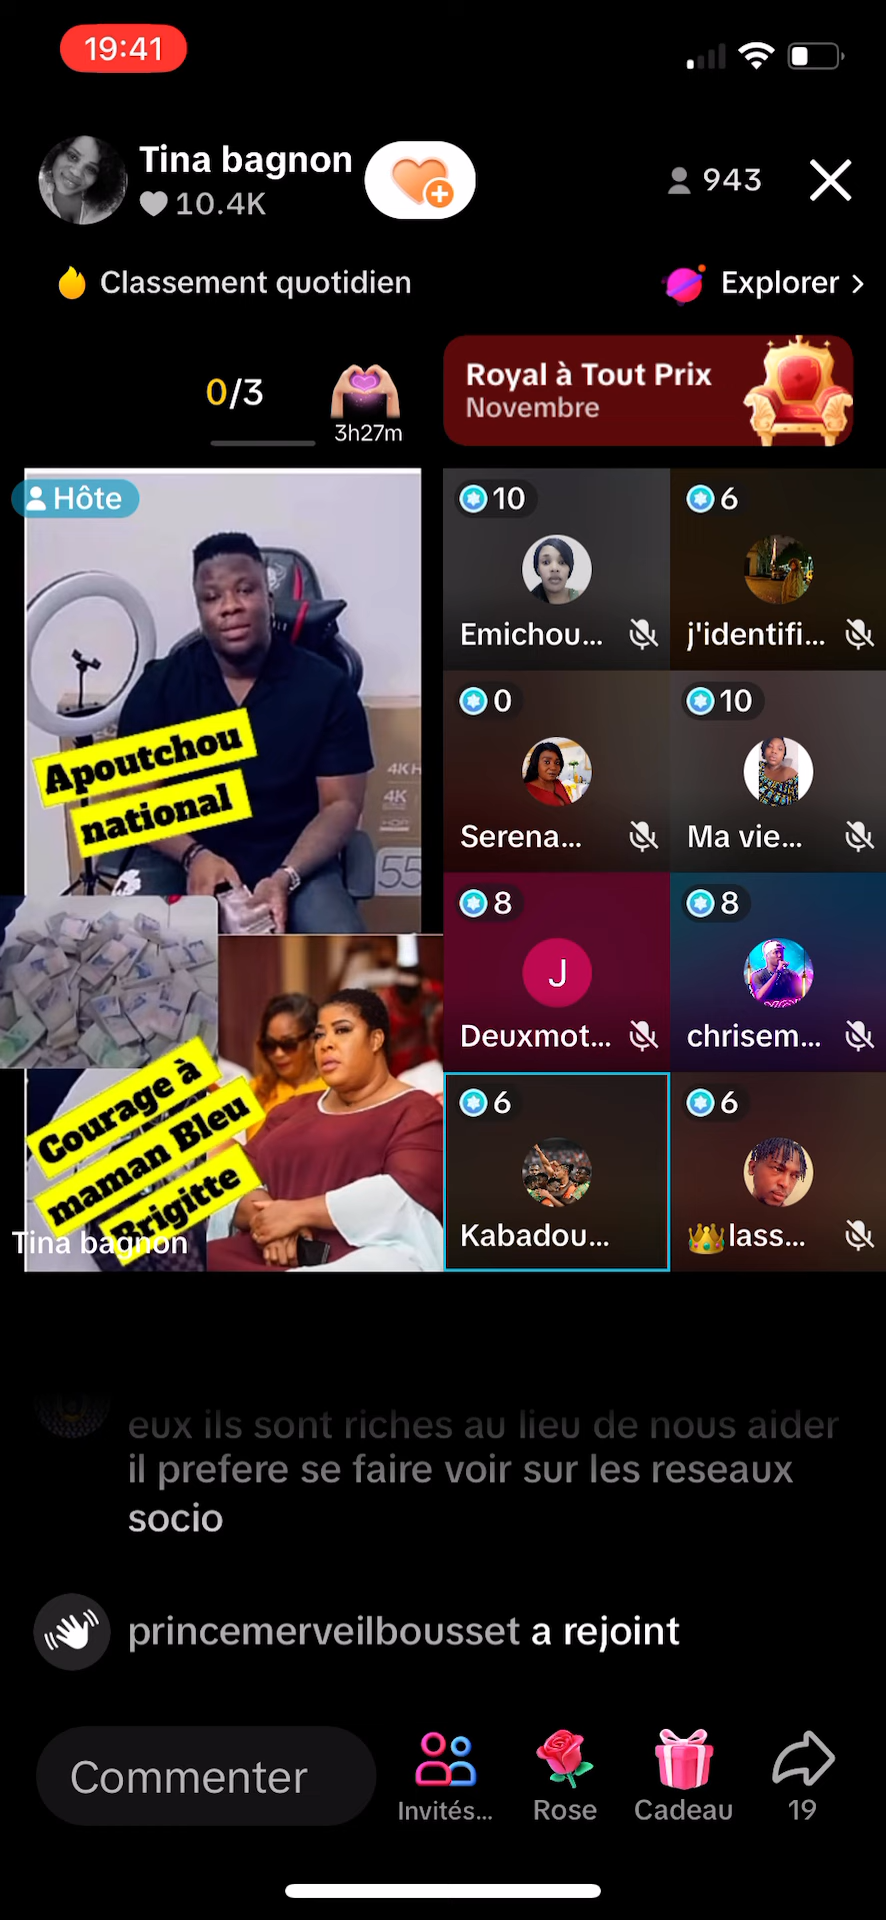 19:41
Tina bagnon
10.4K
943
Classement quotidien
Explorer >
0/3
3h27m
Royal à Tout Prix
Novembre
Hôte
Apoutchou
national
4K
55
Courage à
maman Bleu
Brigitte
Tina bagnon
10
Emichou...
6
j'identifi...
0
Serena...
10
Ma vie...
8
J
Deuxmot...
8
chrisem...
6
Kabadou...
6
lass...
eux ils sont riches au lieu de nous aider
il prefere se faire voir sur les reseaux
socio
princemerveilbousset a rejoint
Commenter
Invités...
Rose
Cadeau
19